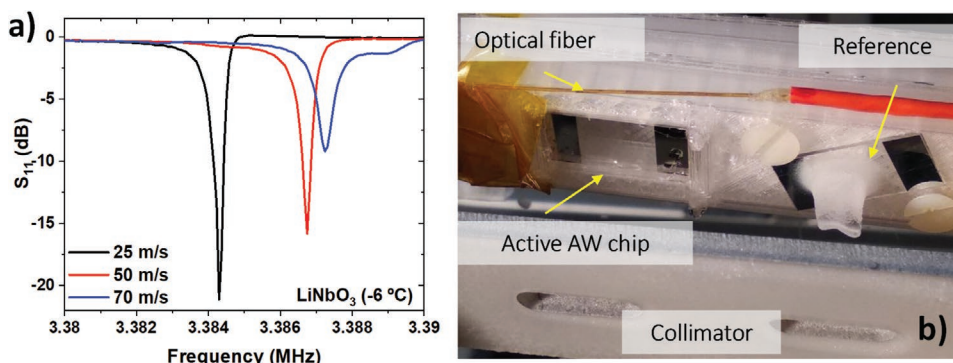 a)
0
-5
-10
-15
-20
S11 (dB)
25 m/s
50 m/s
70 m/s
LiNbO3 (-6 ºC)
3.38
3.382
3.384
3.386
3.388
3.39
Frequency (MHz)
Optical fiber
Reference
Active AW chip
Collimator
b)